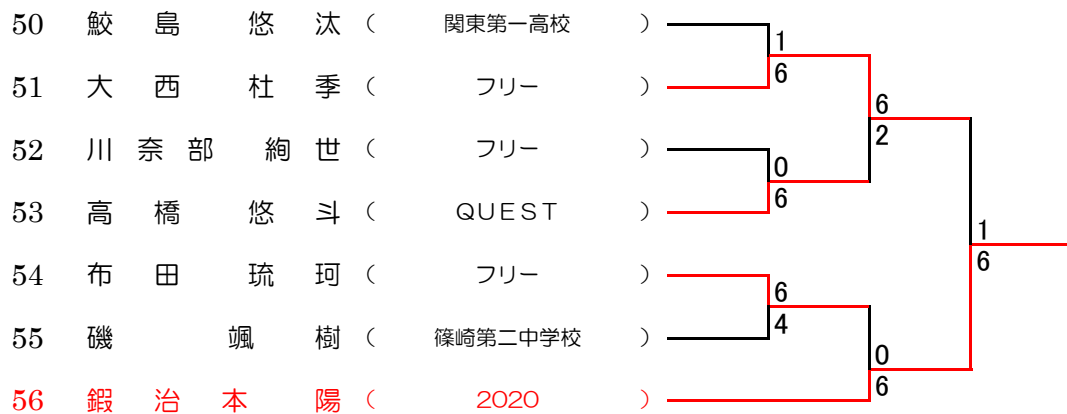 50 鮫島 悠汰 ( 関東第一高校 )
1
51 大西 杜季 ( フリー )
6
6
2
52 川奈部 絢世 ( フリー )
0
53 高橋 悠斗 ( QUEST )
6
1
6
54 布田 琉珂 ( フリー )
6
55 磯 颯樹 ( 篠崎第二中学校 )
4
0
6
56 鍜治本 陽 ( 2020 )